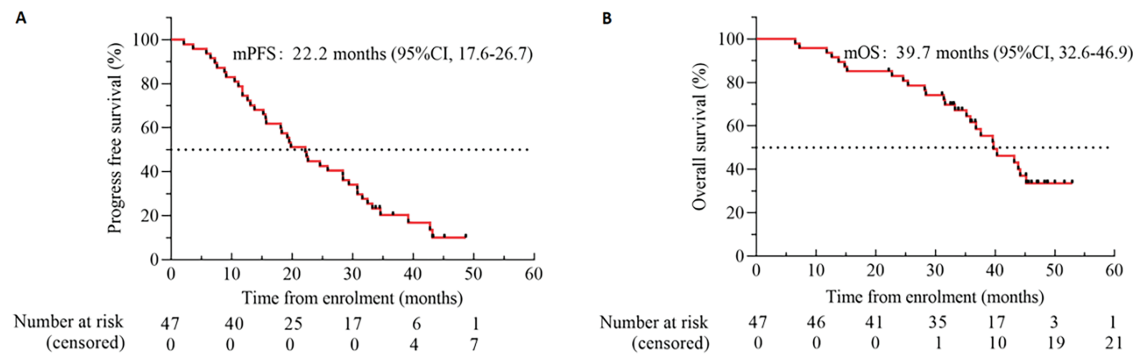 A
100
80
60
40
20
0
Progress free survival (%)
mPFS: 22.2 months (95%CI, 17.6-26.7)
0 10 20 30 40 50 60
Time from enrolment (months)
Number at risk 47 40 25 17 6 1
(censored) 0 0 0 0 4 7
B
100
80
60
40
20
0
Overall survival (%)
mOS: 39.7 months (95%CI, 32.6-46.9)
0 10 20 30 40 50 60
Time from enrolment (months)
Number at risk 47 46 41 35 17 3 1
(censored) 0 0 0 1 10 19 21